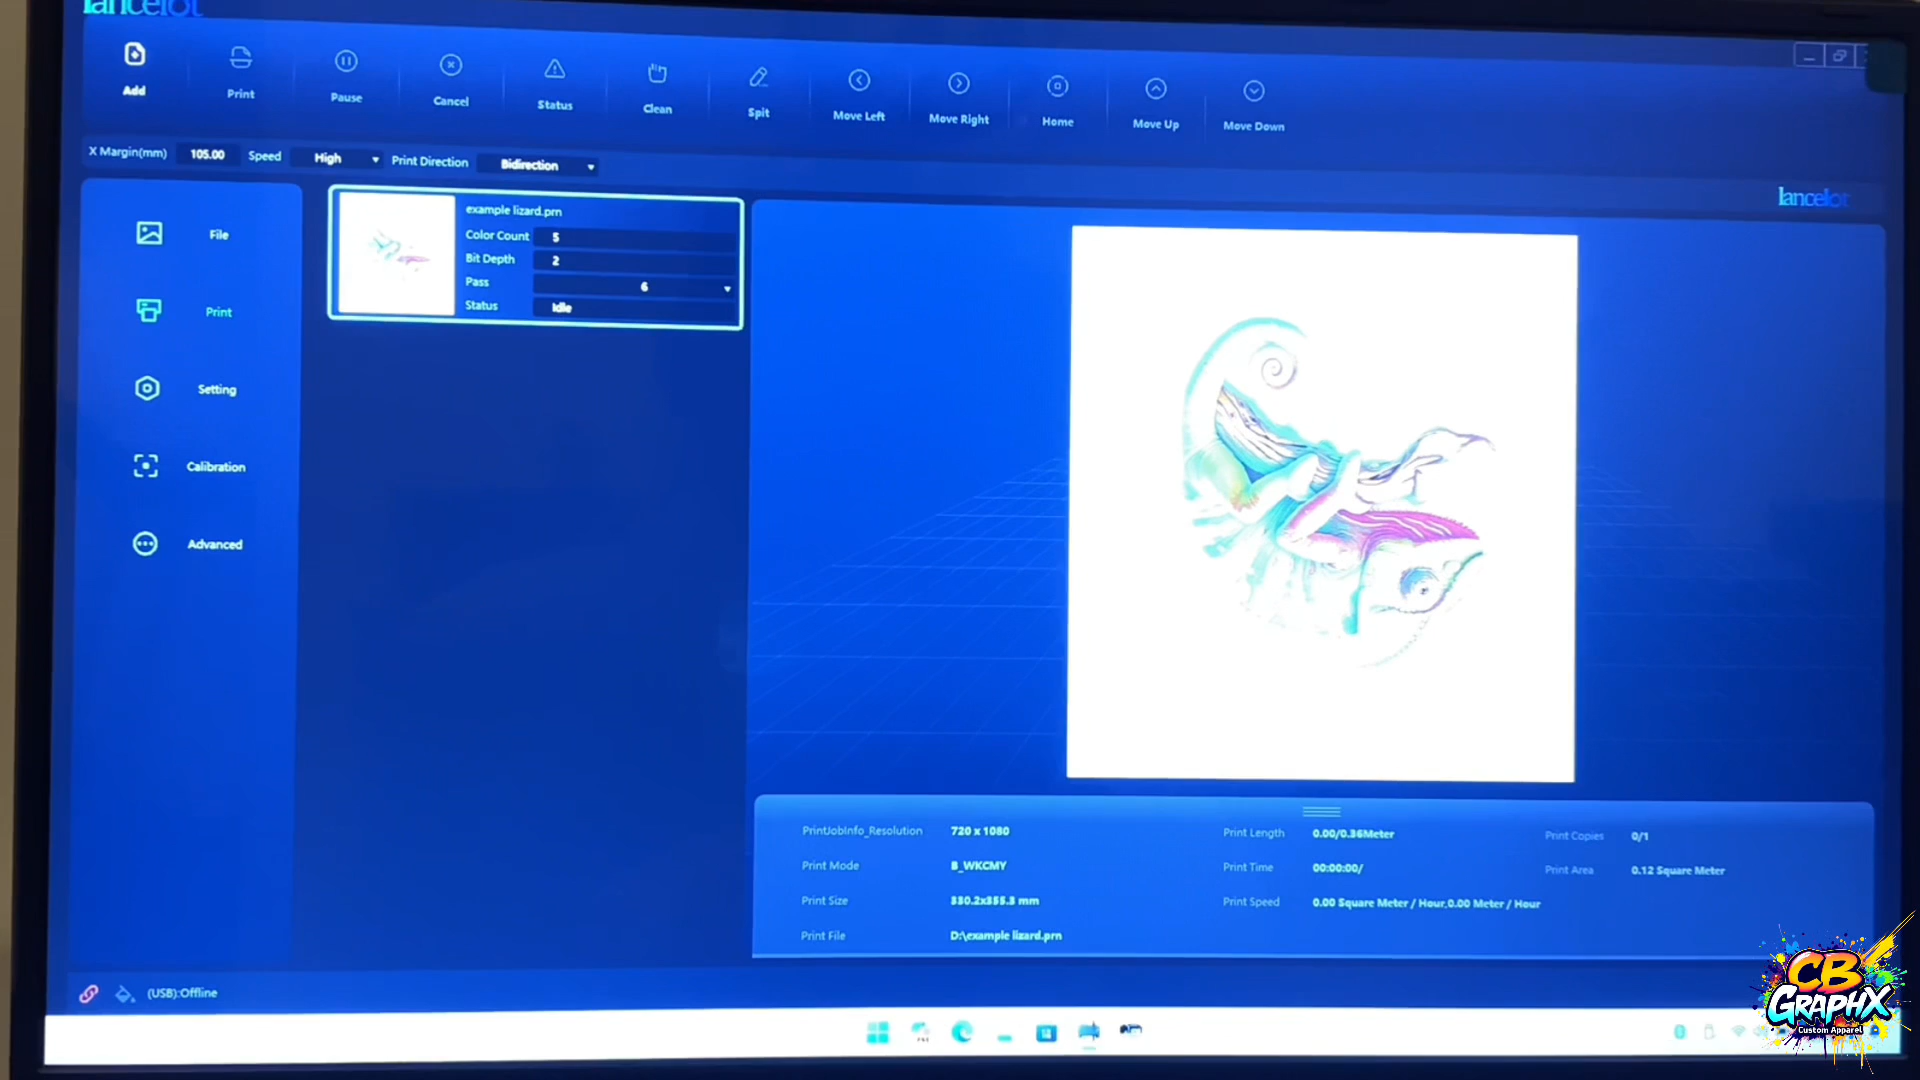 lancelot
Add
Print
Pause
Cancel
Status
Clean
Spit
Move Left
Move Right
Home
Move Up
Move Down
X Margin(mm) 105.00 Speed High Print Direction Bidirection
lancelot
File
Print
Setting
Calibration
Advanced
example lizard.prn
Color Count 5
Bit Depth 2
Pass 6
Status Idle
PrintJobInfo_Resolution 720 x 1080
Print Mode B_WKCMY
Print Size 330.2x355.3 mm
Print File D:\example lizard.prn
Print Length 0.00/0.36Meter
Print Time 00:00:00/
Print Speed 0.00 Square Meter / Hour,0.00 Meter / Hour
Print Copies 0/1
Print Area 0.12 Square Meter
(USB):Offline
CB
GRAPHX
Custom Apparel